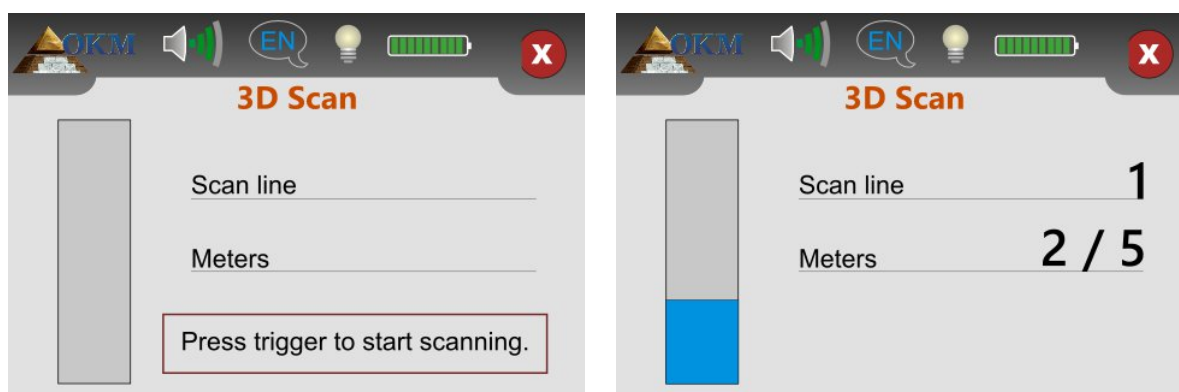 OKM
EN
X
3D Scan
Scan line
Meters
Press trigger to start scanning.
OKM
EN
X
3D Scan
Scan line 1
Meters 2 / 5